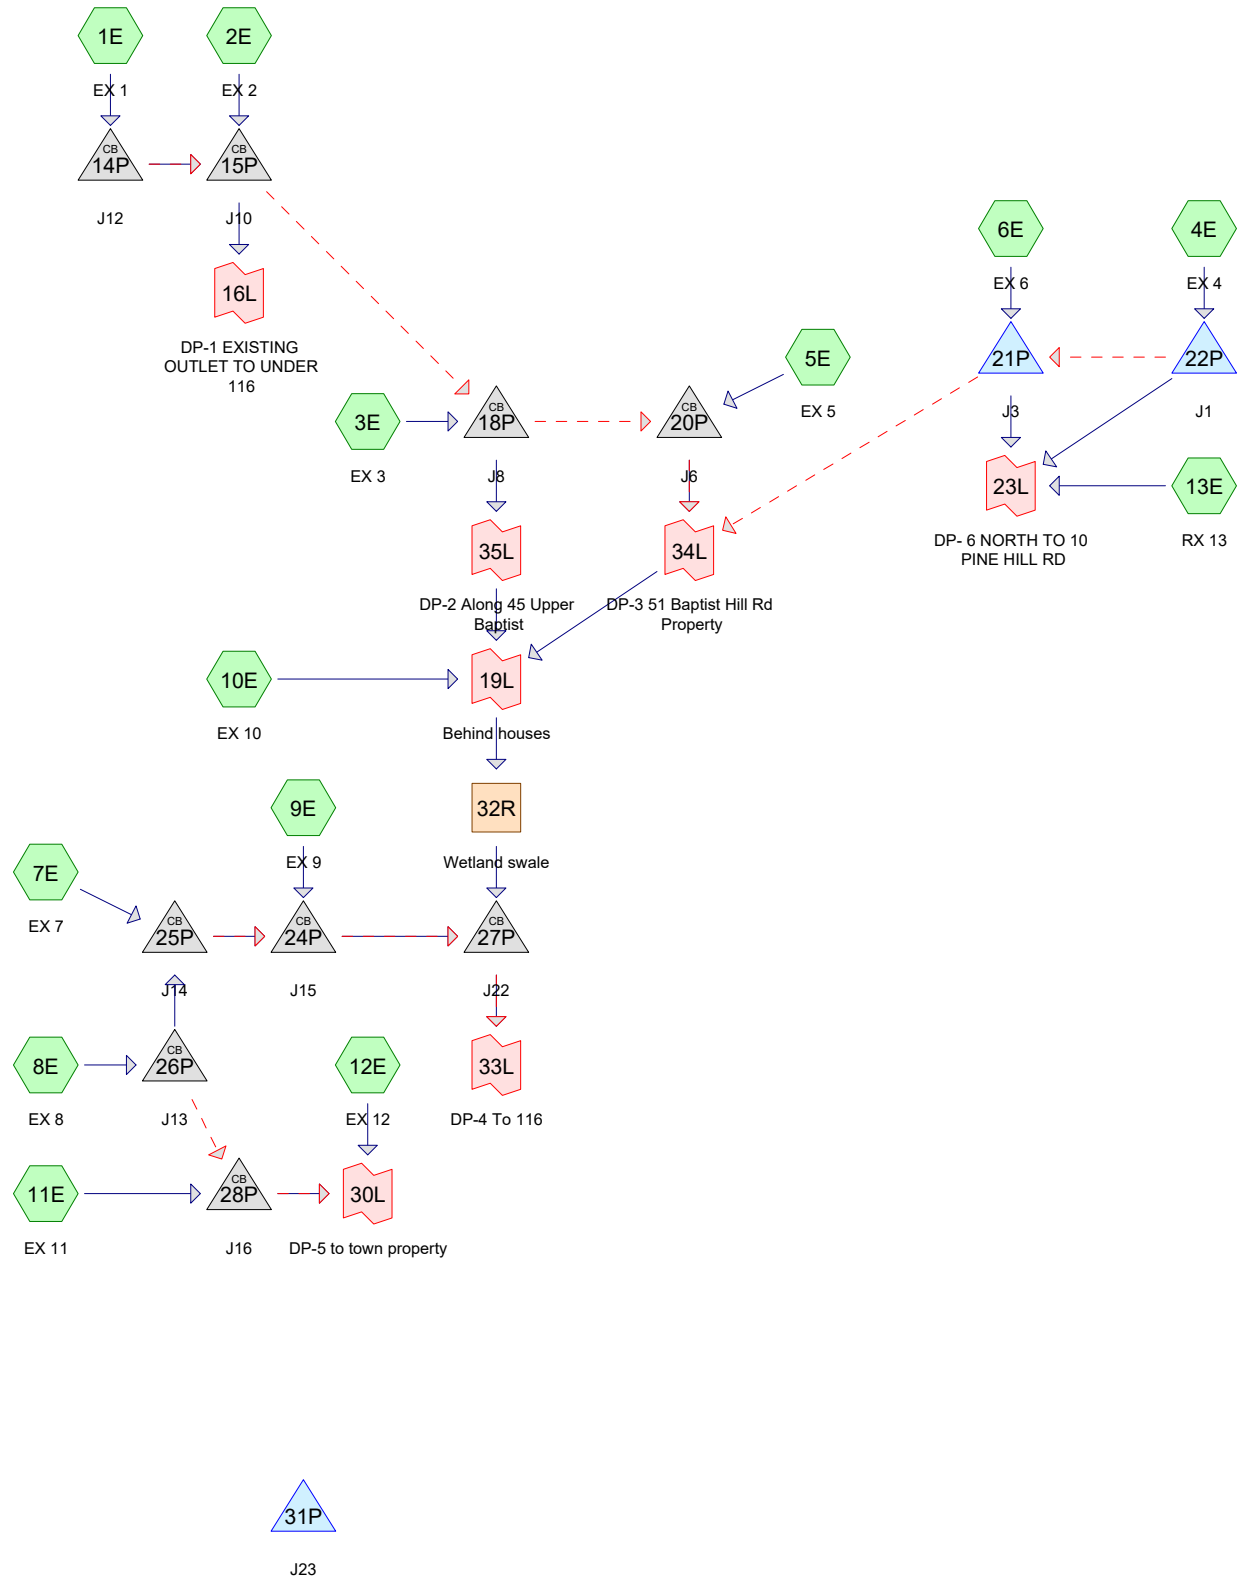 1E
2E
EX 1
EX 2
CB
14P
CB
15P
J12
J10
6E
4E
16L
EX 6
EX 4
DP-1 EXISTING
OUTLET TO UNDER
116
5E
21P
22P
3E
CB
18P
CB
20P
EX 5
J3
J1
EX 3
J8
J6
23L
13E
35L
34L
DP- 6 NORTH TO 10
PINE HILL RD
RX 13
DP-2 Along 45 Upper
Baptist
DP-3 51 Baptist Hill Rd
Property
10E
19L
EX 10
Behind houses
9E
32R
7E
EX 9
Wetland swale
EX 7
CB
25P
CB
24P
CB
27P
J14
J15
J22
8E
CB
26P
12E
33L
EX 8
J13
EX 12
DP-4 To 116
11E
CB
28P
30L
EX 11
J16
DP-5 to town property
31P
J23